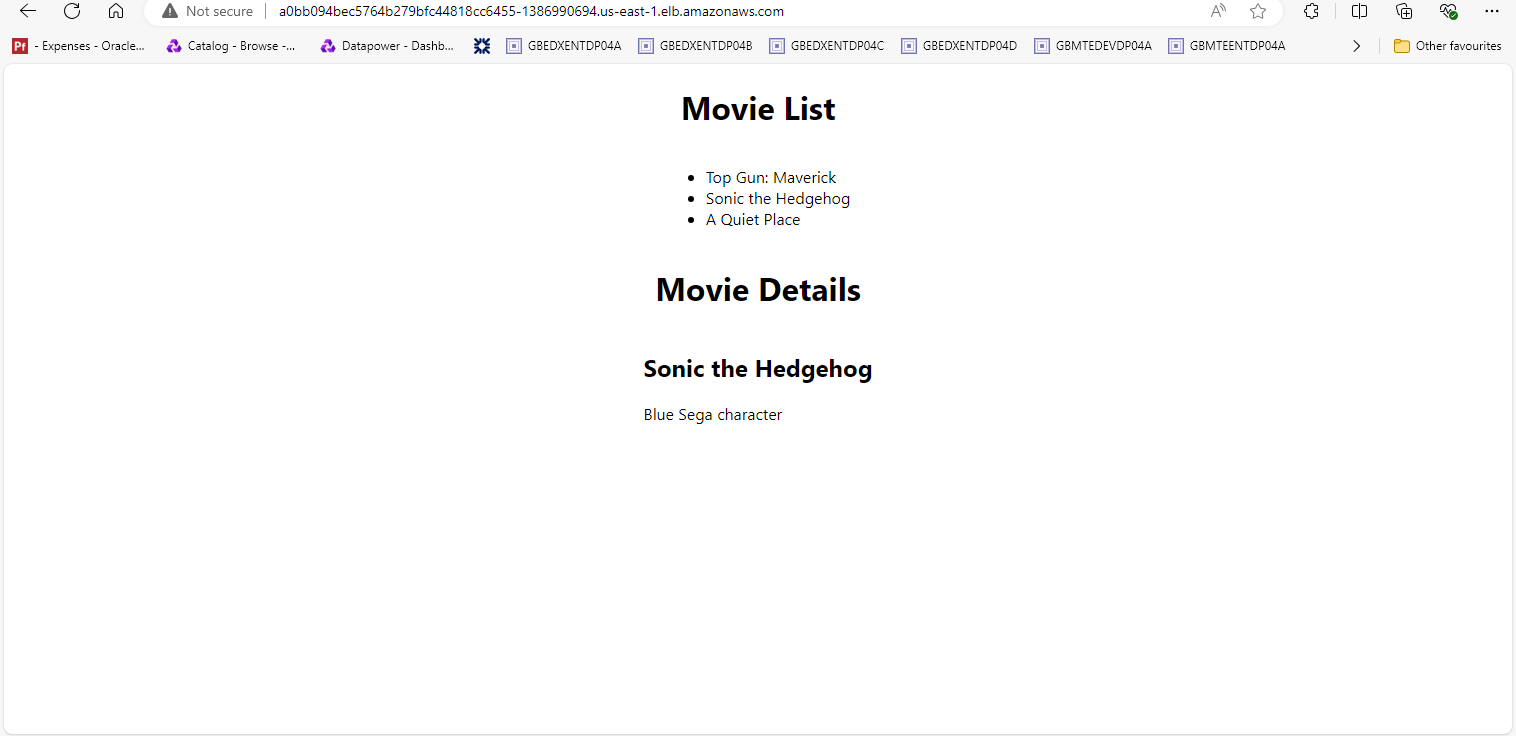 Not secure a0bb094bec5764b279bfc44818cc6455-1386990694.us-east-1.elb.amazonaws.com
Pf - Expenses - Oracle... Catalog - Browse -... Datapower - Dashb... GBEDXENTDP04A GBEDXENTDP04B GBEDXENTDP04C GBEDXENTDP04D GBMTEDEVDP04A GBMTEENTDP04A Other favourites
Movie List
Top Gun: Maverick
Sonic the Hedgehog
A Quiet Place
Movie Details
Sonic the Hedgehog
Blue Sega character